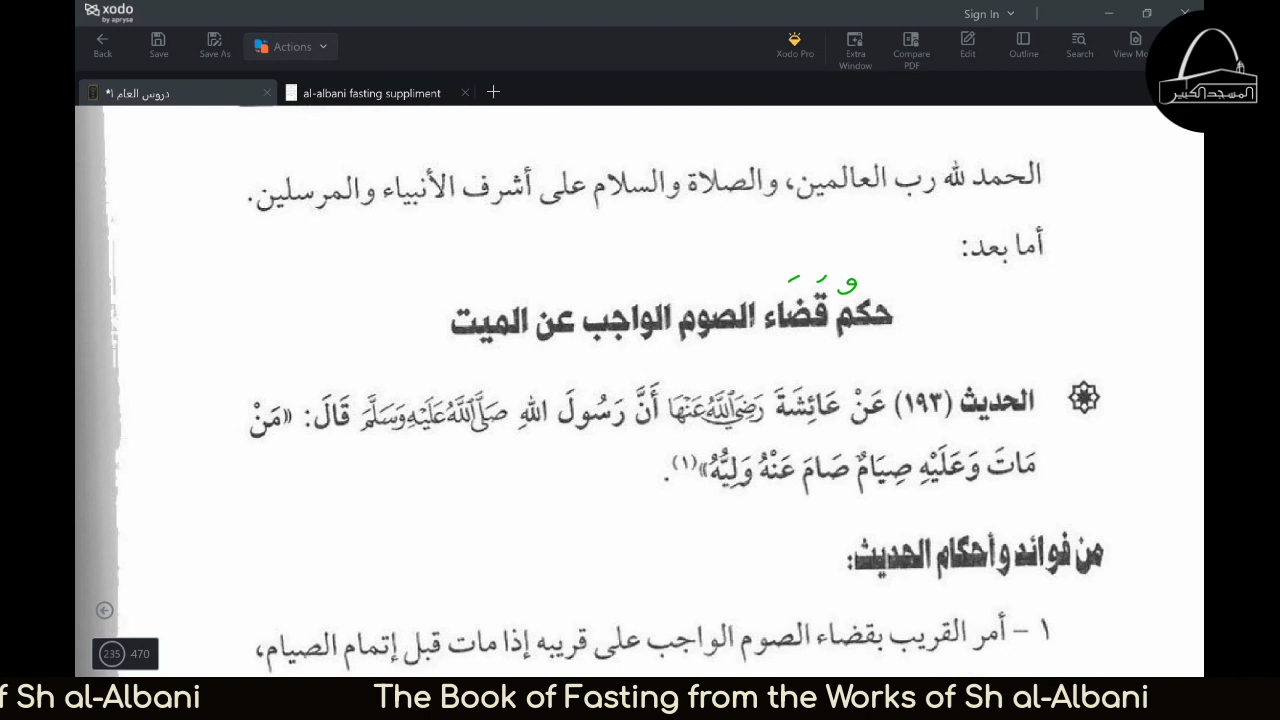 xodo
by apryse
Sign In
Back
Save
Save As
Actions
Xodo Pro
Extra Window
Compare PDF
Edit
Outline
Search
View Mo
المسجد الكبير
دروس العام ١*
al-albani fasting suppliment
الحمد لله رب العالمين، والصلاة والسلام على أشرف الأنبياء والمرسلين.
أما بعد:
حكم قَضَاء الصوم الواجب عن الميت
الحديث (١٩٣) عَنْ عَائِشَةَ رَضِيَ اللَّهُ عَنْهَا أَنَّ رَسُولَ اللهِ صَلَّى اللَّهُ عَلَيْهِ وَسَلَّمَ قَالَ: «مَنْ
مَاتَ وَعَلَيْهِ صِيَامٌ صَامَ عَنْهُ وَلِيُّهُ»(١).
من فوائد وأحكام الحديث:
١ – أمر القريب بقضاء الصوم الواجب على قريبه إذا مات قبل إتمام الصيام،
235 470
f Sh al-Albani The Book of Fasting from the Works of Sh al-Albani